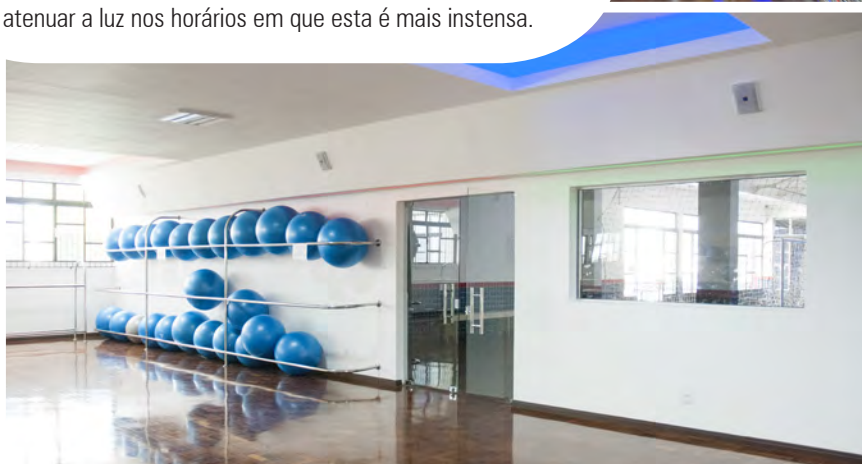 atenuar a luz nos horários em que esta é mais instensa.